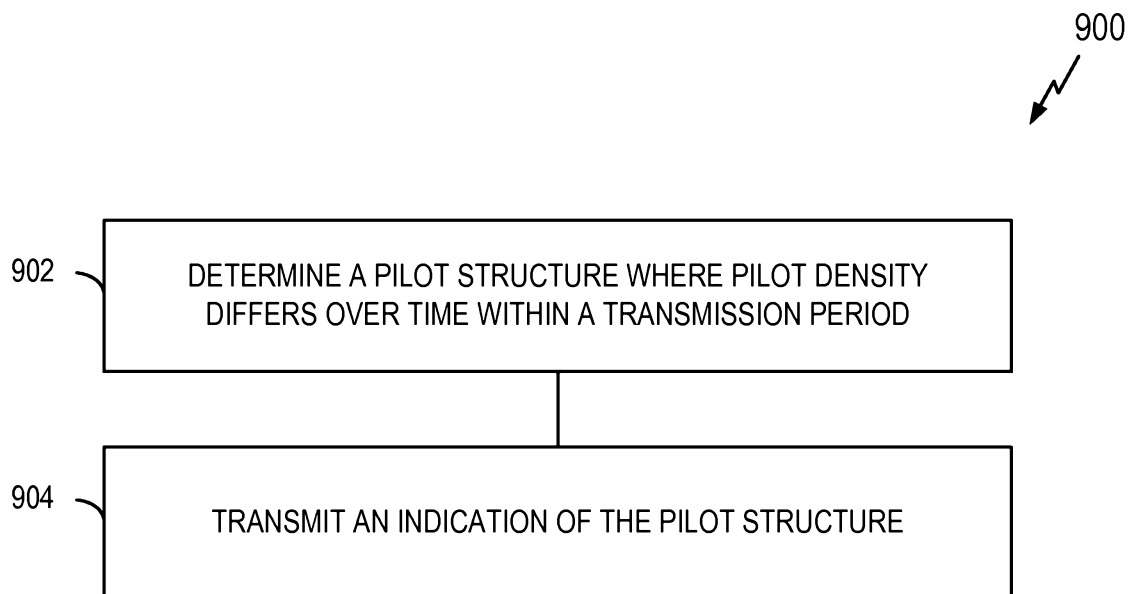 900
902
DETERMINE A PILOT STRUCTURE WHERE PILOT DENSITY
DIFFERS OVER TIME WITHIN A TRANSMISSION PERIOD
904
TRANSMIT AN INDICATION OF THE PILOT STRUCTURE